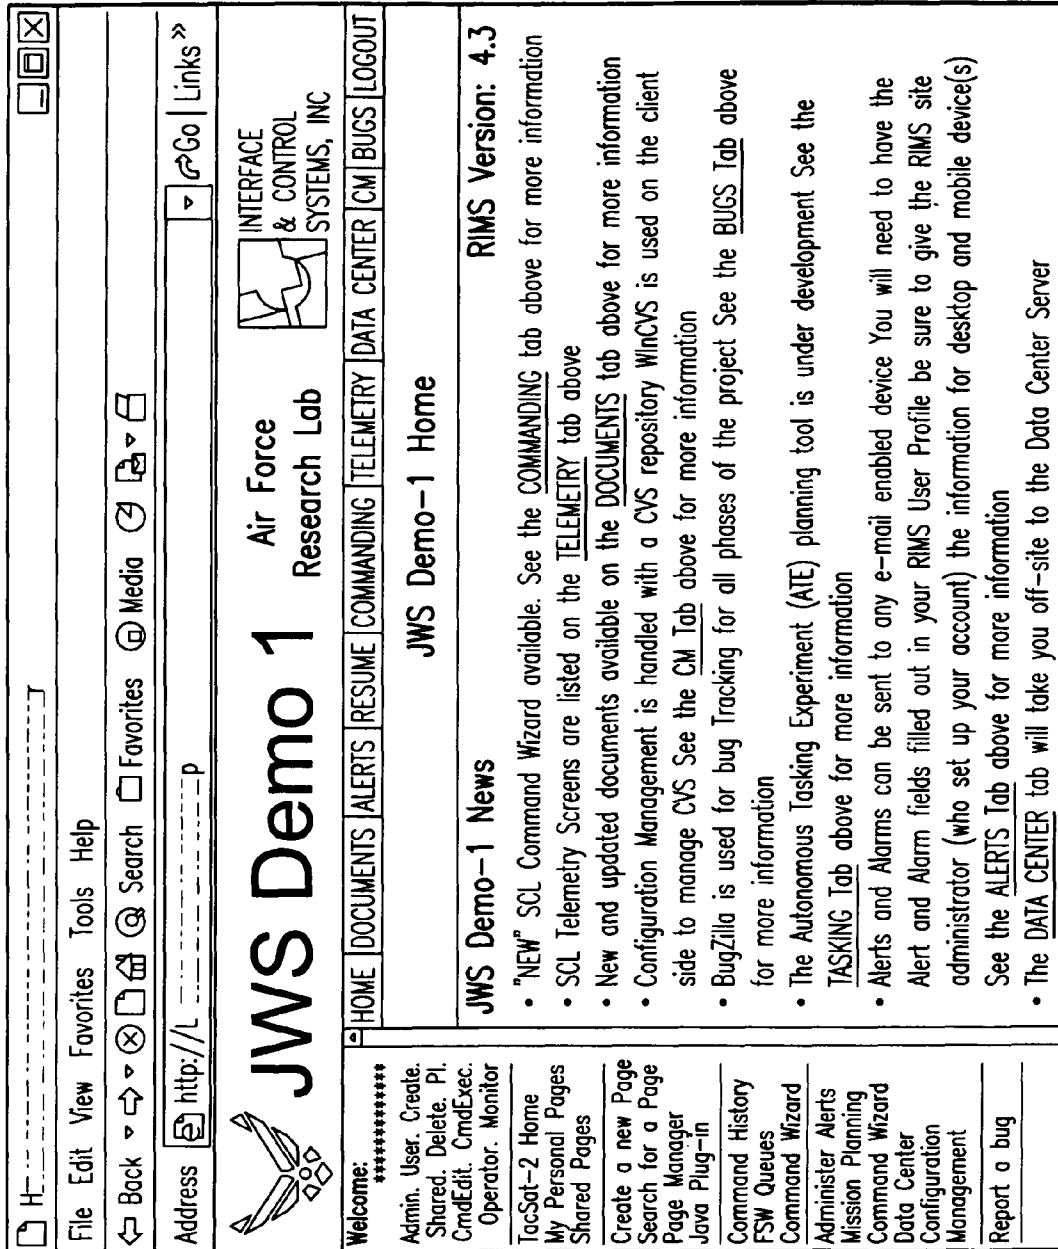 H
File Edit View Favorites Tools Help
Back Search Favorites Media
Address http://L p Go Links »
JWS Demo 1
Air Force
Research Lab
INTERFACE
& CONTROL
SYSTEMS, INC
HOME DOCUMENTS ALERTS RESUME COMMANDING TELEMETRY DATA CENTER CM BUGS LOGOUT
Welcome:
***********
Admin. User. Create.
Shared. Delete. Pl.
CmdEdit. CmdExec.
Operator. Monitor
TacSat-2 Home
My Personal Pages
Shared Pages
Create a new Page
Search for a Page
Page Manager
Java Plug-in
Command History
FSW Queues
Command Wizard
Administer Alerts
Mission Planning
Command Wizard
Data Center
Configuration
Management
Report a bug
JWS Demo-1 Home
JWS Demo-1 News RIMS Version: 4.3
• "NEW" SCL Command Wizard available. See the COMMANDING tab above for more information
• SCL Telemetry Screens are listed on the TELEMETRY tab above
• New and updated documents available on the DOCUMENTS tab above for more information
• Configuration Management is handled with a CVS repository WinCVS is used on the client
side to manage CVS See the CM Tab above for more information
• BugZilla is used for bug Tracking for all phases of the project See the BUGS Tab above
for more information
• The Autonomous Tasking Experiment (ATE) planning tool is under development See the
TASKING Tab above for more information
• Alerts and Alarms can be sent to any e-mail enabled device You will need to have the
Alert and Alarm fields filled out in your RIMS User Profile be sure to give the RIMS site
administrator (who set up your account) the information for desktop and mobile device(s)
See the ALERTS Tab above for more information
• The DATA CENTER tab will take you off-site to the Data Center Server